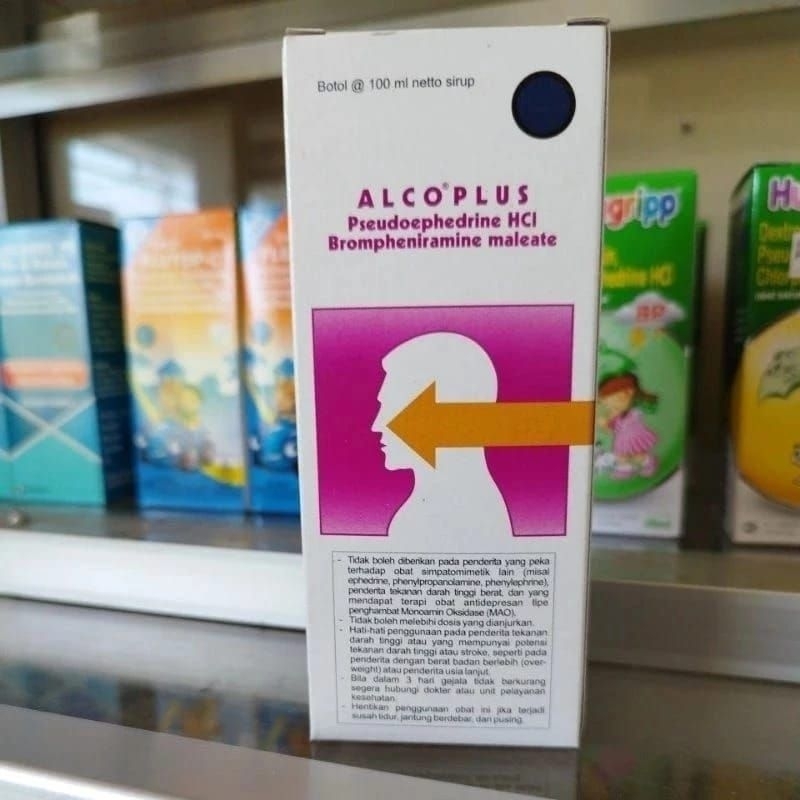 Botol @ 100 ml netto sirup
ALCO® PLUS
Pseudoephedrine HCl
Brompheniramine maleate
- Tidak boleh diberikan pada penderita yang peka
terhadap obat simpatomimetik lain (misal
ephedrine, phenylpropanolamine, phenylephrine),
penderita tekanan darah tinggi berat, dan yang
mendapat terapi obat antidepresan tipe
penghambat Monoamin Oksidase (MAO).
- Tidak boleh melebihi dosis yang dianjurkan.
- Hati-hati penggunaan pada penderita tekanan
darah tinggi atau yang mempunyai potensi
tekanan darah tinggi atau stroke, seperti pada
penderita dengan berat badan berlebih (over-
weight) atau penderita usia lanjut.
- Bila dalam 3 hari gejala tidak berkurang
segera hubungi dokter atau unit pelayanan
kesehatan.
- Hentikan penggunaan obat ini jika terjadi
susah tidur, jantung berdebar, dan pusing.
gripp
HCl
Hu
Pseu
Chlor